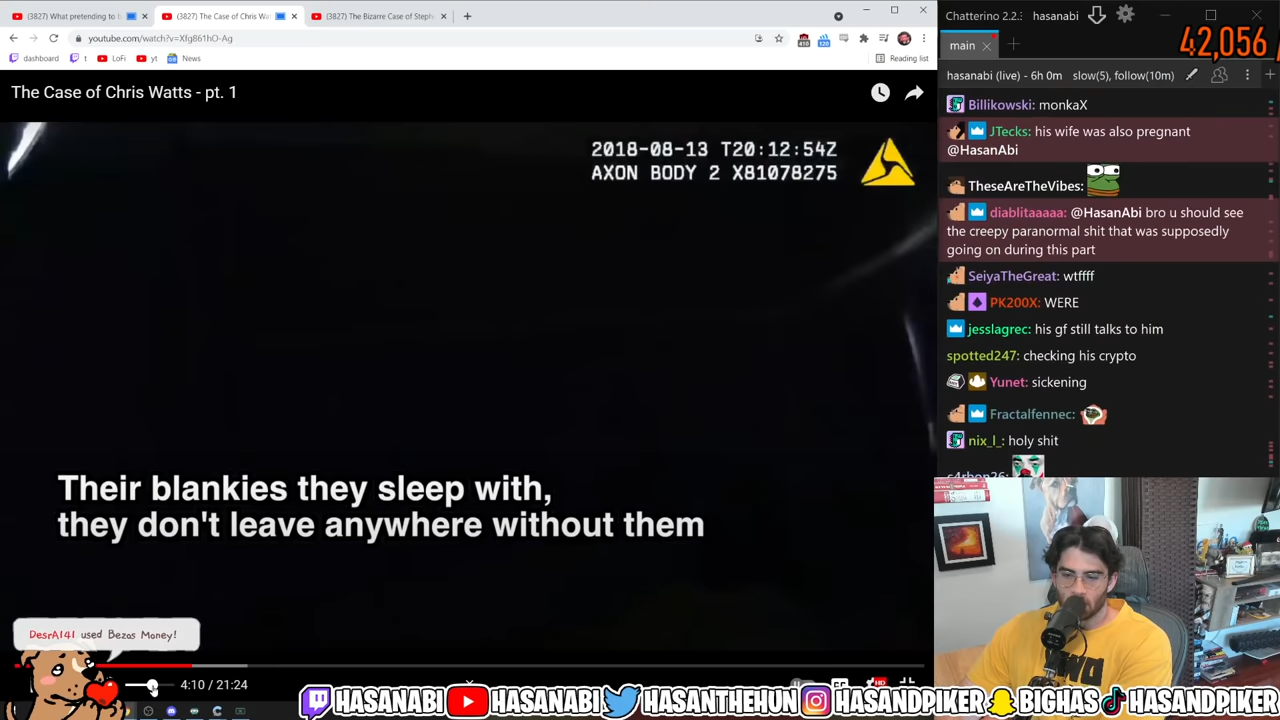 (3827) What pretending to b
(3827) The Case of Chris Wat
(3827) The Bizarre Case of Steph
youtube.com/watch?v=Xfg861hO-Ag
dashboard
t
LoFi
yt
News
Reading list
The Case of Chris Watts - pt. 1
2018-08-13 T20:12:54Z
AXON BODY 2 X81078275
Their blankies they sleep with,
they don't leave anywhere without them
DesrA141 used Bezos Money!
4:10 / 21:24
HD
Chatterino 2.2.
hasanabi
42,056
main
hasanabi (live) - 6h 0m
slow(5), follow(10m)
Billikowski: monkaX
JTecks: his wife was also pregnant
@HasanAbi
TheseAreTheVibes:
diablitaaaaa: @HasanAbi bro u should see
the creepy paranormal shit that was supposedly
going on during this part
SeiyaTheGreat: wtffff
PK200X: WERE
jesslagrec: his gf still talks to him
spotted247: checking his crypto
Yunet: sickening
Fractalfennec:
nix_l_: holy shit
HASANABI
HASANABI
HASANTHEHUN
HASANDPIKER
BIGHAS
HASANDPIKER